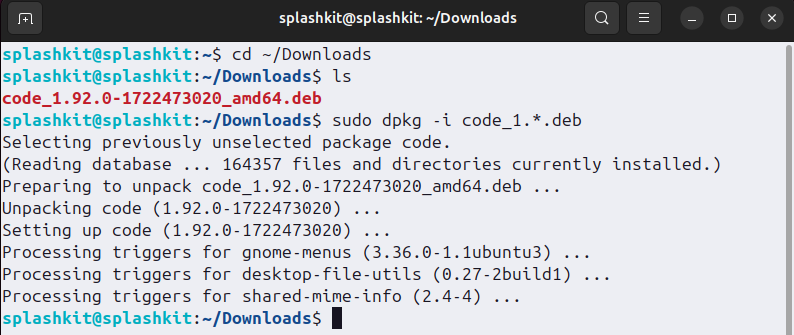 splashkit@splashkit: ~/Downloads
splashkit@splashkit:~$ cd ~/Downloads
splashkit@splashkit:~/Downloads$ ls
code_1.92.0-1722473020_amd64.deb
splashkit@splashkit:~/Downloads$ sudo dpkg -i code_1.*.deb
Selecting previously unselected package code.
(Reading database ... 164357 files and directories currently installed.)
Preparing to unpack code_1.92.0-1722473020_amd64.deb ...
Unpacking code (1.92.0-1722473020) ...
Setting up code (1.92.0-1722473020) ...
Processing triggers for gnome-menus (3.36.0-1.1ubuntu3) ...
Processing triggers for desktop-file-utils (0.27-2build1) ...
Processing triggers for shared-mime-info (2.4-4) ...
splashkit@splashkit:~/Downloads$